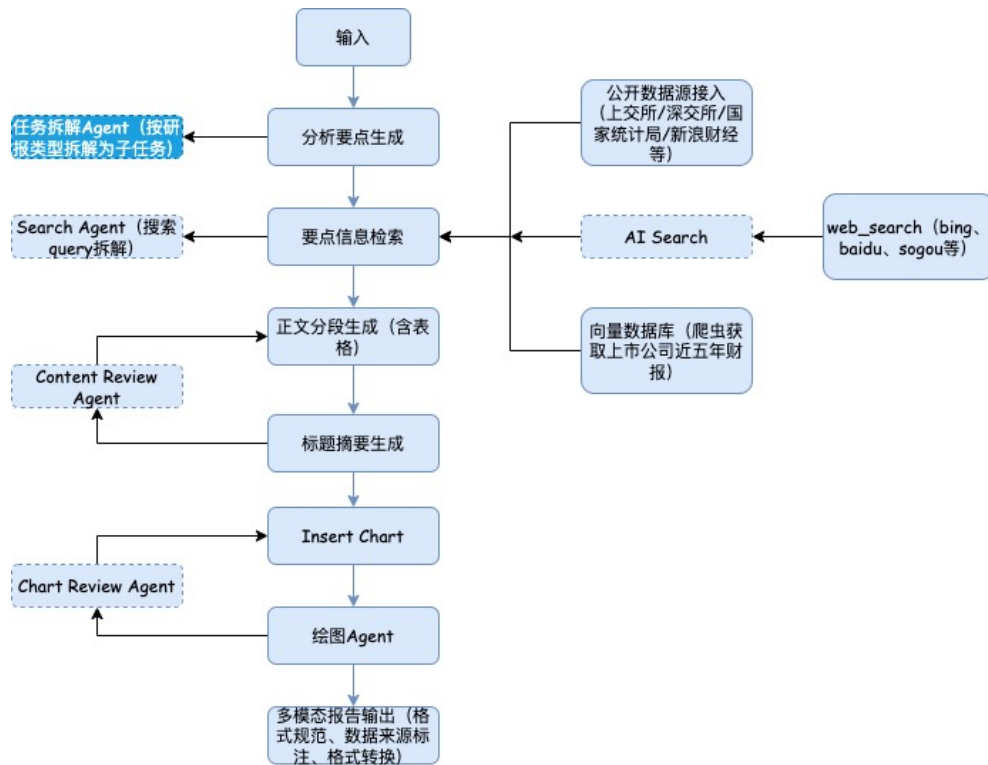 输入
公开数据源接入
（上交所/深交所/国
家统计局/新浪财经
等）
任务拆解Agent（按研
报类型拆解为子任务）
分析要点生成
Search Agent（搜索
query拆解）
要点信息检索
AI Search
web_search（bing、
baidu、sogou等）
正文分段生成（含表
格）
向量数据库（爬虫获
取上市公司近五年财
报）
Content Review
Agent
标题摘要生成
Insert Chart
Chart Review Agent
绘图Agent
多模态报告输出（格
式规范、数据来源标
注、格式转换）